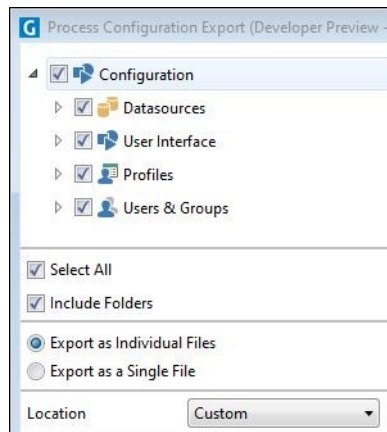 G Process Configuration Export (Developer Preview -
Configuration
Datasources
User Interface
Profiles
Users & Groups
Select All
Include Folders
Export as Individual Files
Export as a Single File
Location Custom